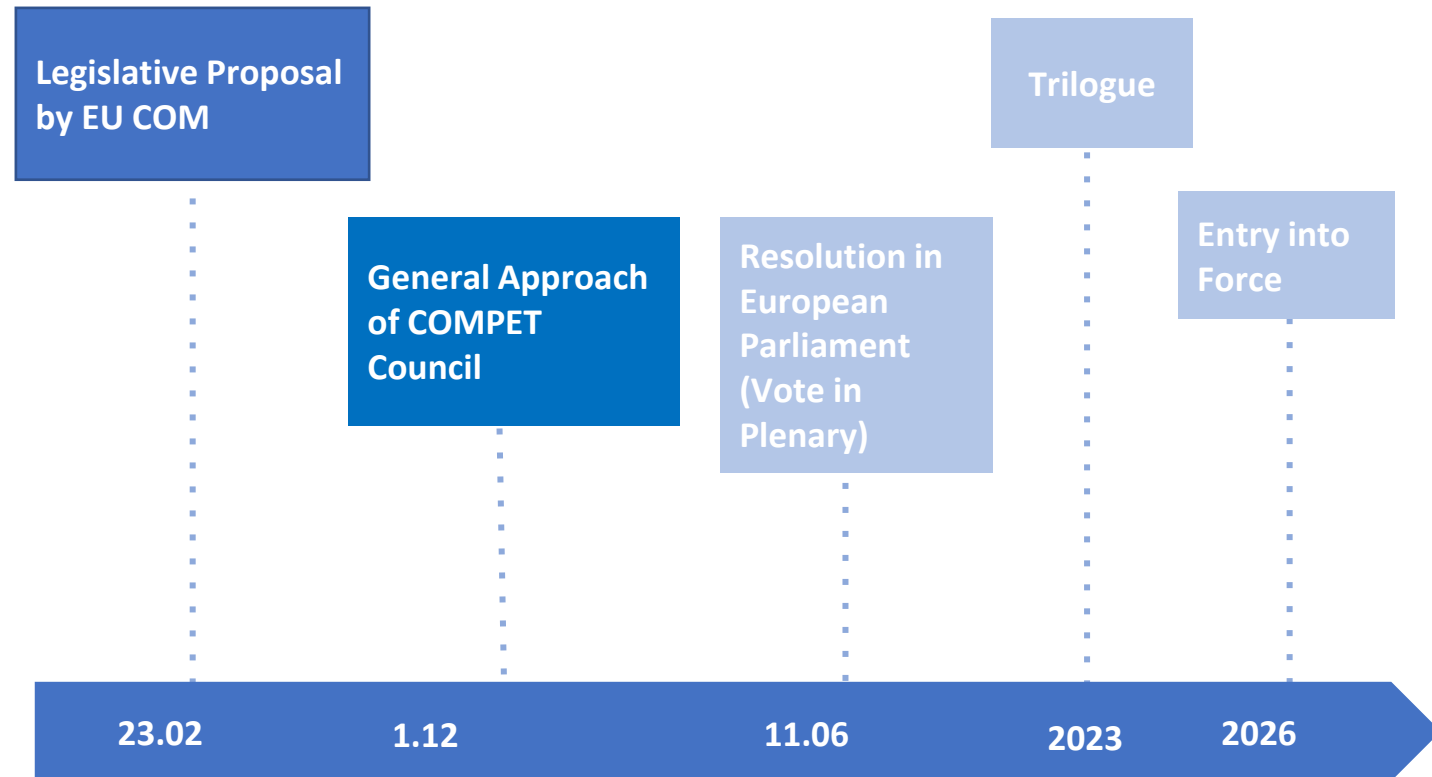 Legislative Proposal
by EU COM
General Approach
of COMPET
Council
Resolution in
European
Parliament
(Vote in
Plenary)
Trilogue
Entry into
Force
23.02
1.12
11.06
2023
2026